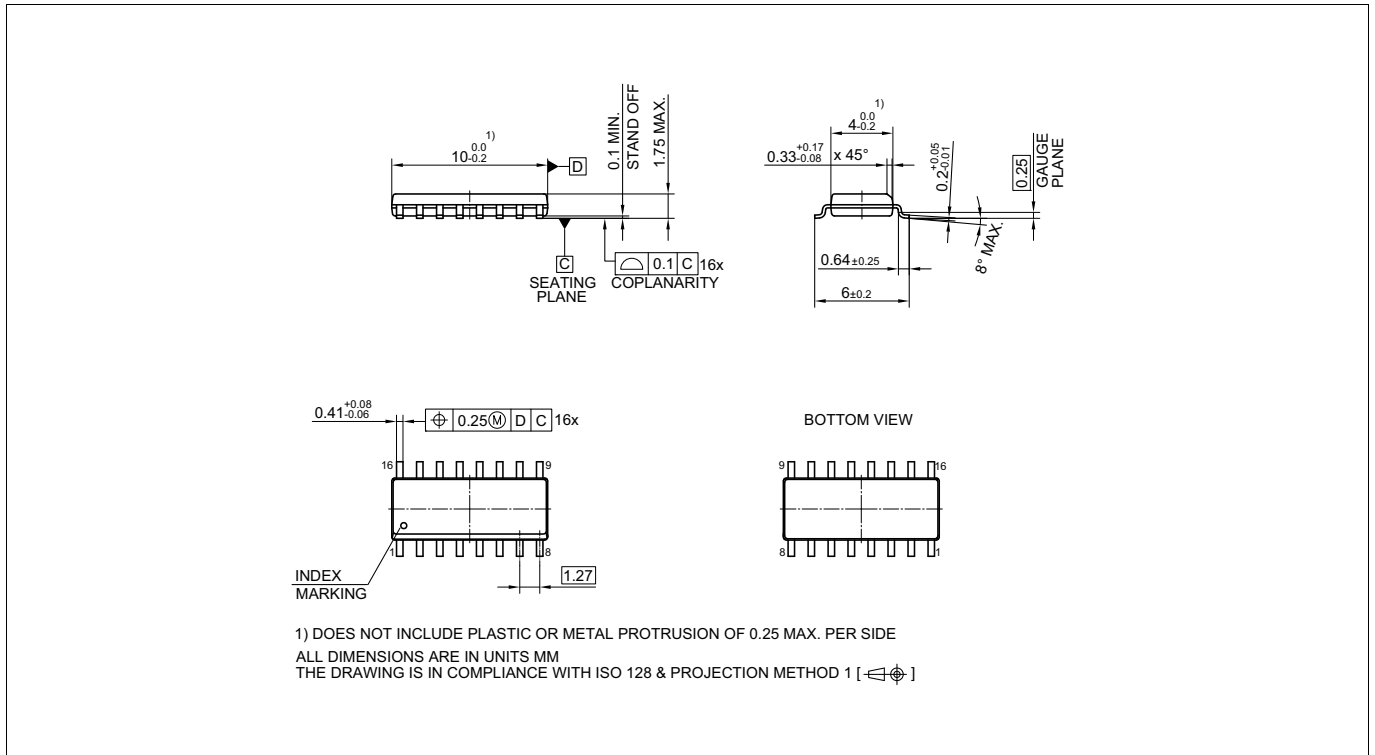 10 0.0 -0.2 1)
D
0.1 MIN.
STAND OFF
1.75 MAX.
C
SEATING
PLANE
0.1 C 16x
COPLANARITY
4 0.0 -0.2 1)
0.33 +0.17 -0.08 x 45°
0.2 +0.05 -0.01
0.25
GAUGE
PLANE
0.64±0.25
8° MAX.
6±0.2
0.41 +0.08 -0.06
⌖ 0.25Ⓜ D C 16x
16
9
1
8
INDEX
MARKING
1.27
BOTTOM VIEW
9
16
8
1
1) DOES NOT INCLUDE PLASTIC OR METAL PROTRUSION OF 0.25 MAX. PER SIDE
ALL DIMENSIONS ARE IN UNITS MM
THE DRAWING IS IN COMPLIANCE WITH ISO 128 & PROJECTION METHOD 1 [ ]